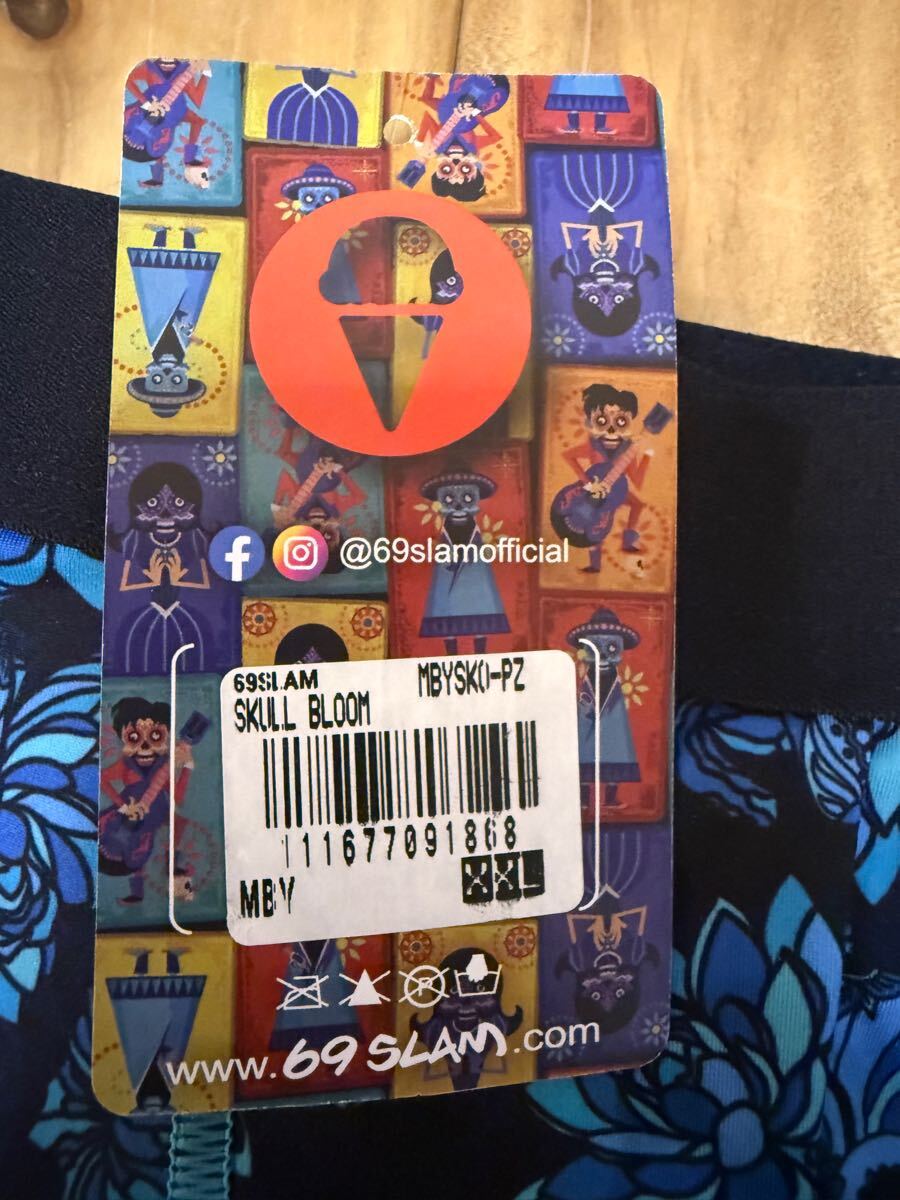 @69slamofficial
69SLAM MBYSKO-PZ
SKULL BLOOM
111677091868
MBY XXL
www.69SLAM.com